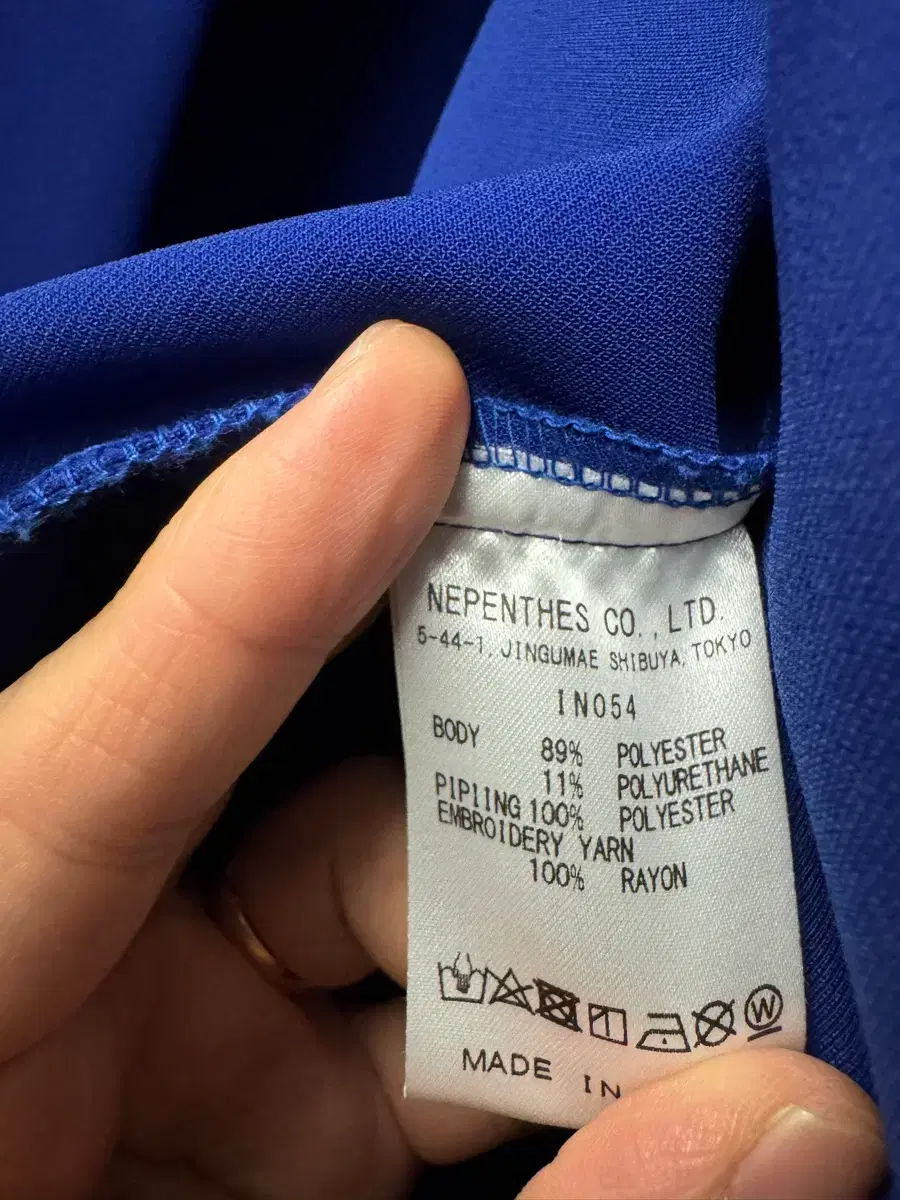 NEPENTHES CO., LTD.
5-44-1, JINGUMAE SHIBUYA, TOKYO
IN054
BODY 89% POLYESTER
11% POLYURETHANE
PIPIING 100% POLYESTER
EMBROIDERY YARN
100% RAYON
W
MADE IN